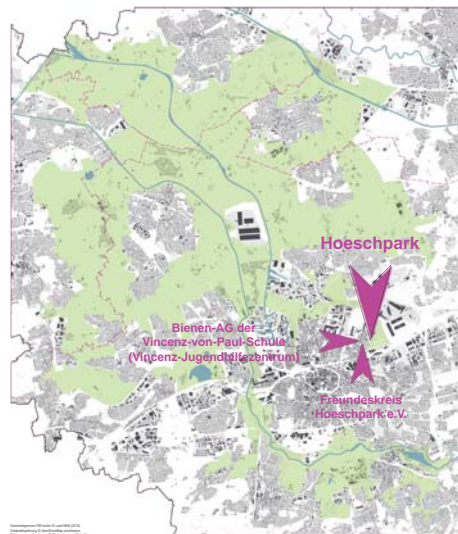 Hoeschpark
Bienen-AG der
Vincenz-von-Paul-Schule
(Vincenz-Jugendhilfezentrum)
Freundeskreis
Hoeschpark e.V.